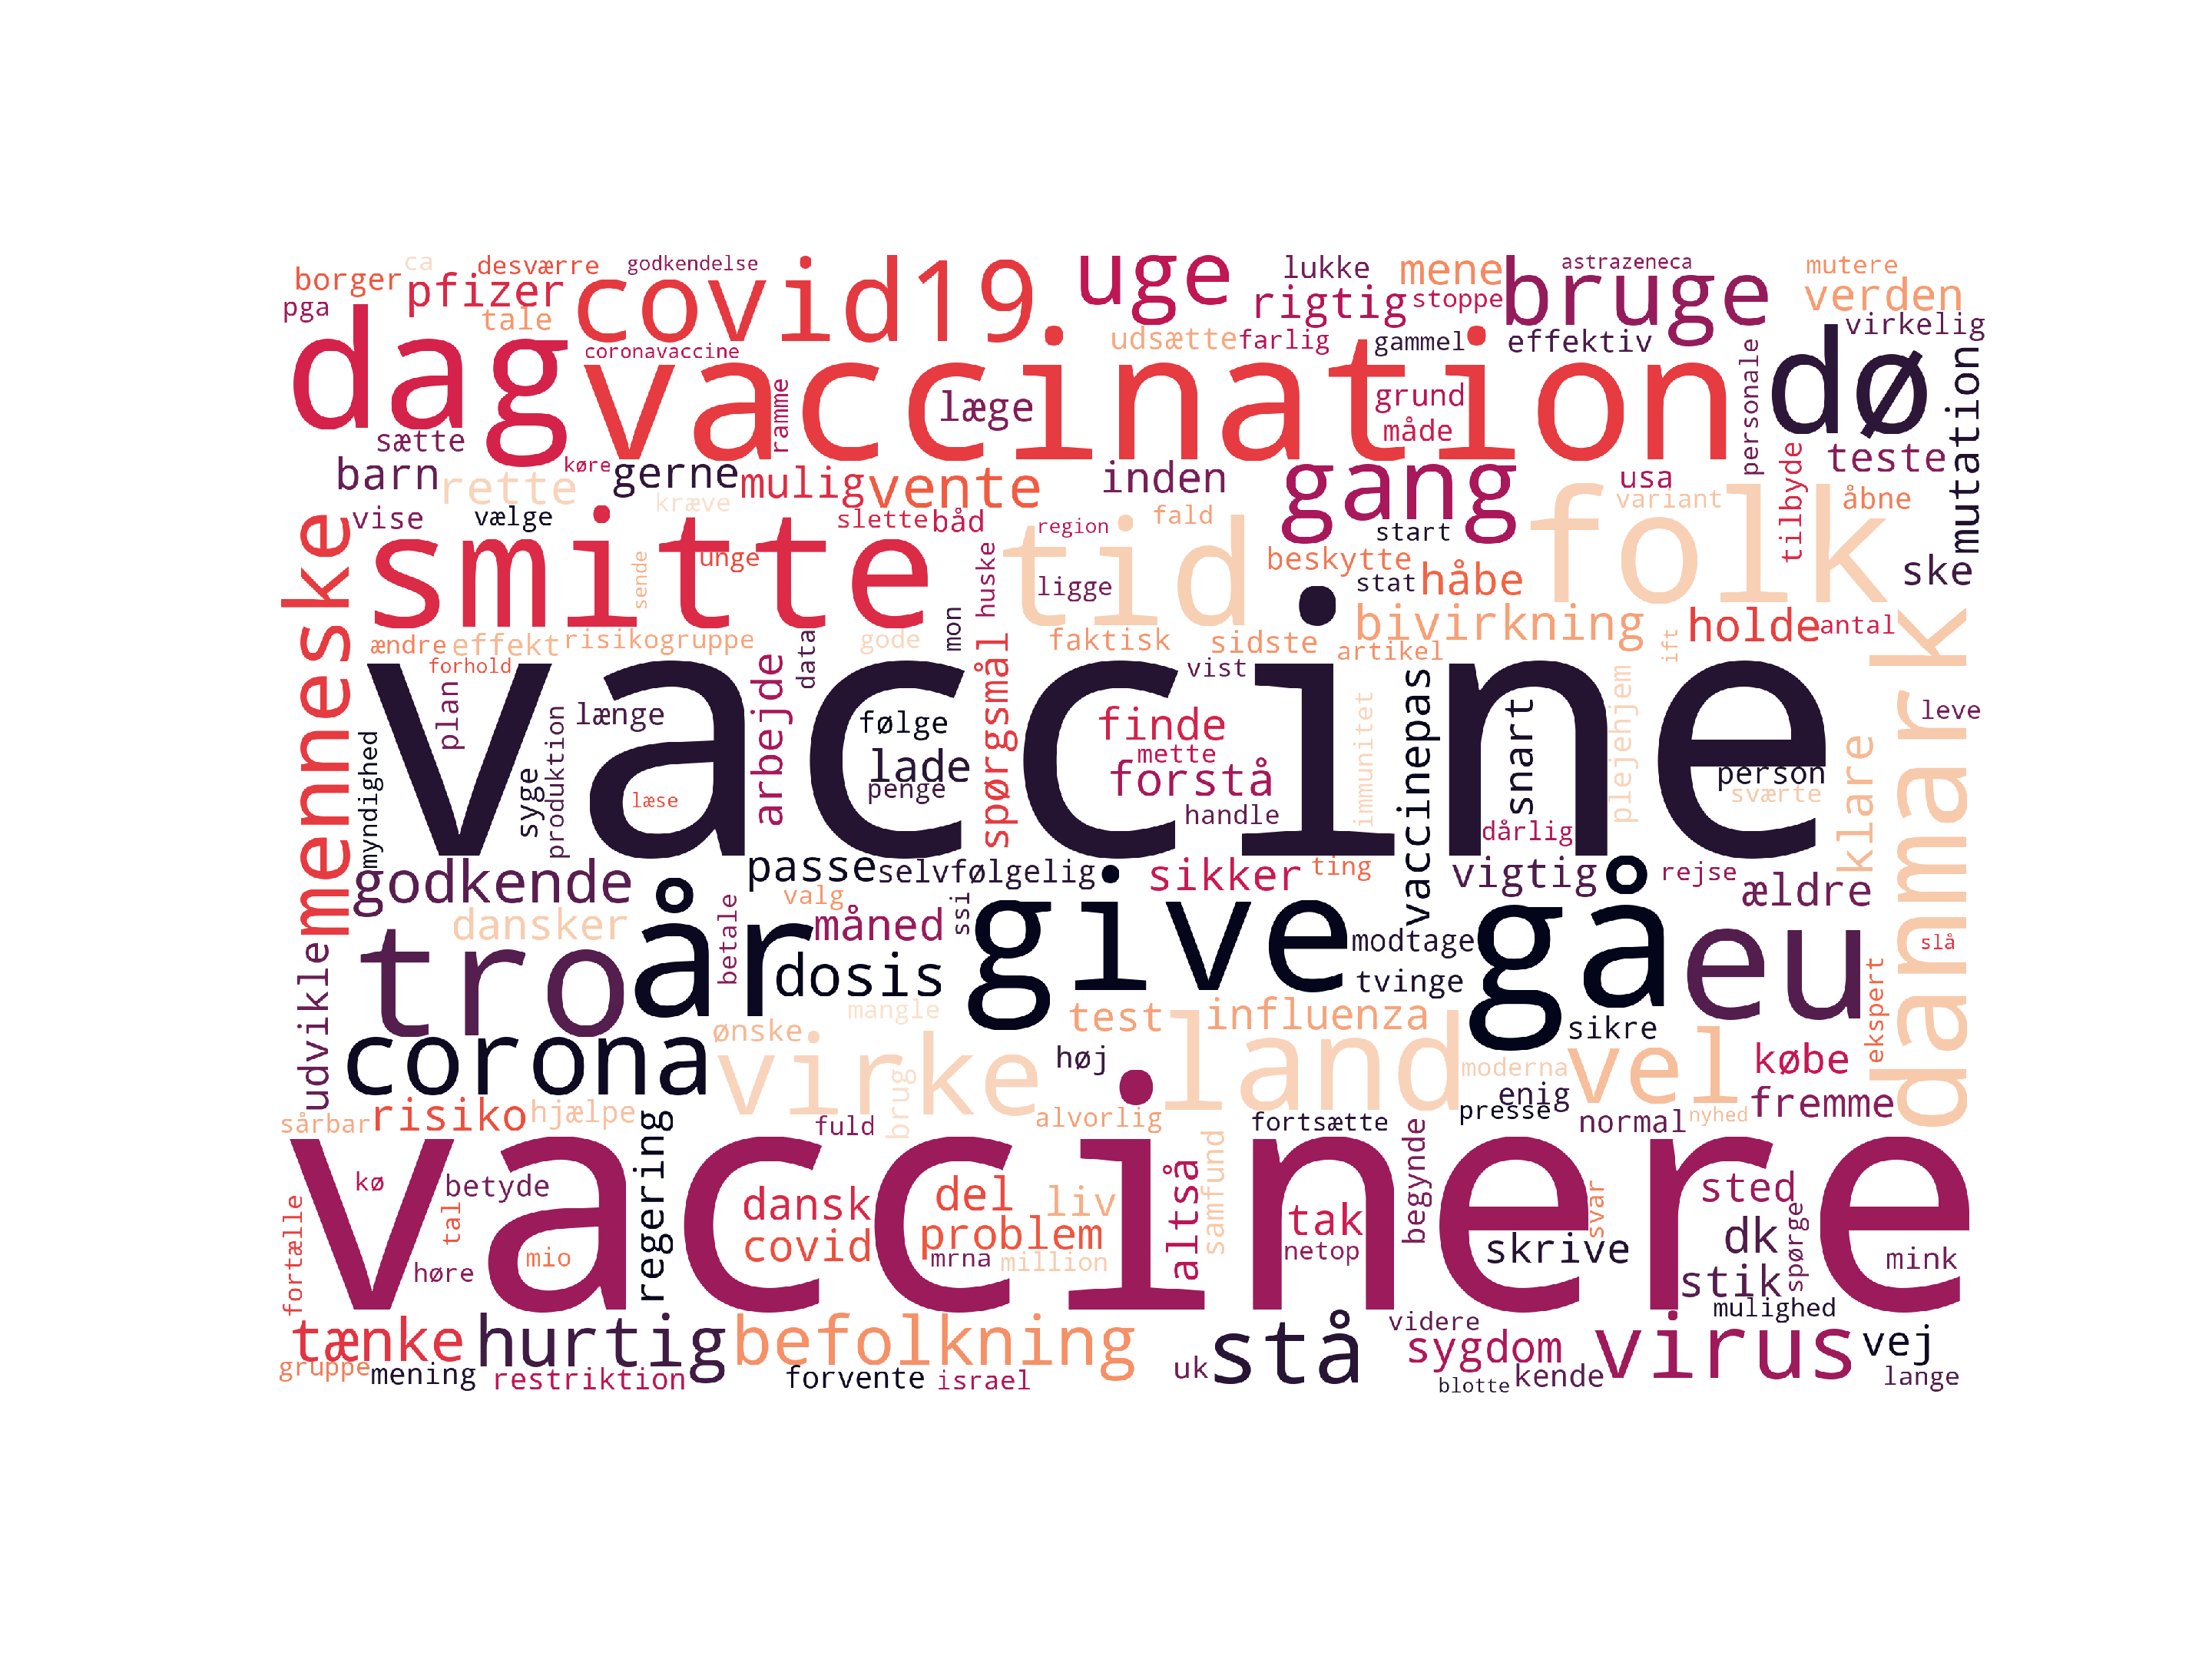 borger ca desværre godkendelse uge lukke mene astrazeneca mutere
pga pfizer covid19 rigtig stoppe bruge verden
tale udsætte farlig gammel effektiv virkelig
dag coronavaccine vaccination dø
sætte ramme læge grund måde personale mutation
barn rette køre gerne mulig vente inden gang usa tilbyde teste
vise vælge kræve slette båd region fald start variant åbne
menneske smitte sende unge huske tid ligge beskytte stat håbe folk ske
ændre effekt risikogruppe data gode mon spørgsmål faktisk sidste bivirkning artikel ift holde antal danmark
forhold vaccine vist
myndighed plan produktion længe arbejde følge finde immunitet vaccinepas snart plejehjem klare leve
syge læse lade penge mette forstå handle person sværte
dårlig
godkende passe selvfølgelig sikker ting vigtig rejse ældre
udvikle dansker år betale valg måned ssi give modtage gå eu slå
tro dosis tvinge ekspert
corona ønske mangle test influenza sikre
virke brug høj land moderna enig vel købe
sårbar risiko hjælpe regering fuld alvorlig fortsætte presse normal nyhed fremme
vaccinere
fortælle kø betyde tal dansk del liv altså samfund tak begynde svar sted
høre mio covid problem mrna million netop skrive dk spørge mink
stik mulighed
tænke hurtig befolkning stå videre sygdom virus vej
gruppe mening restriktion forvente israel uk blotte kende lange